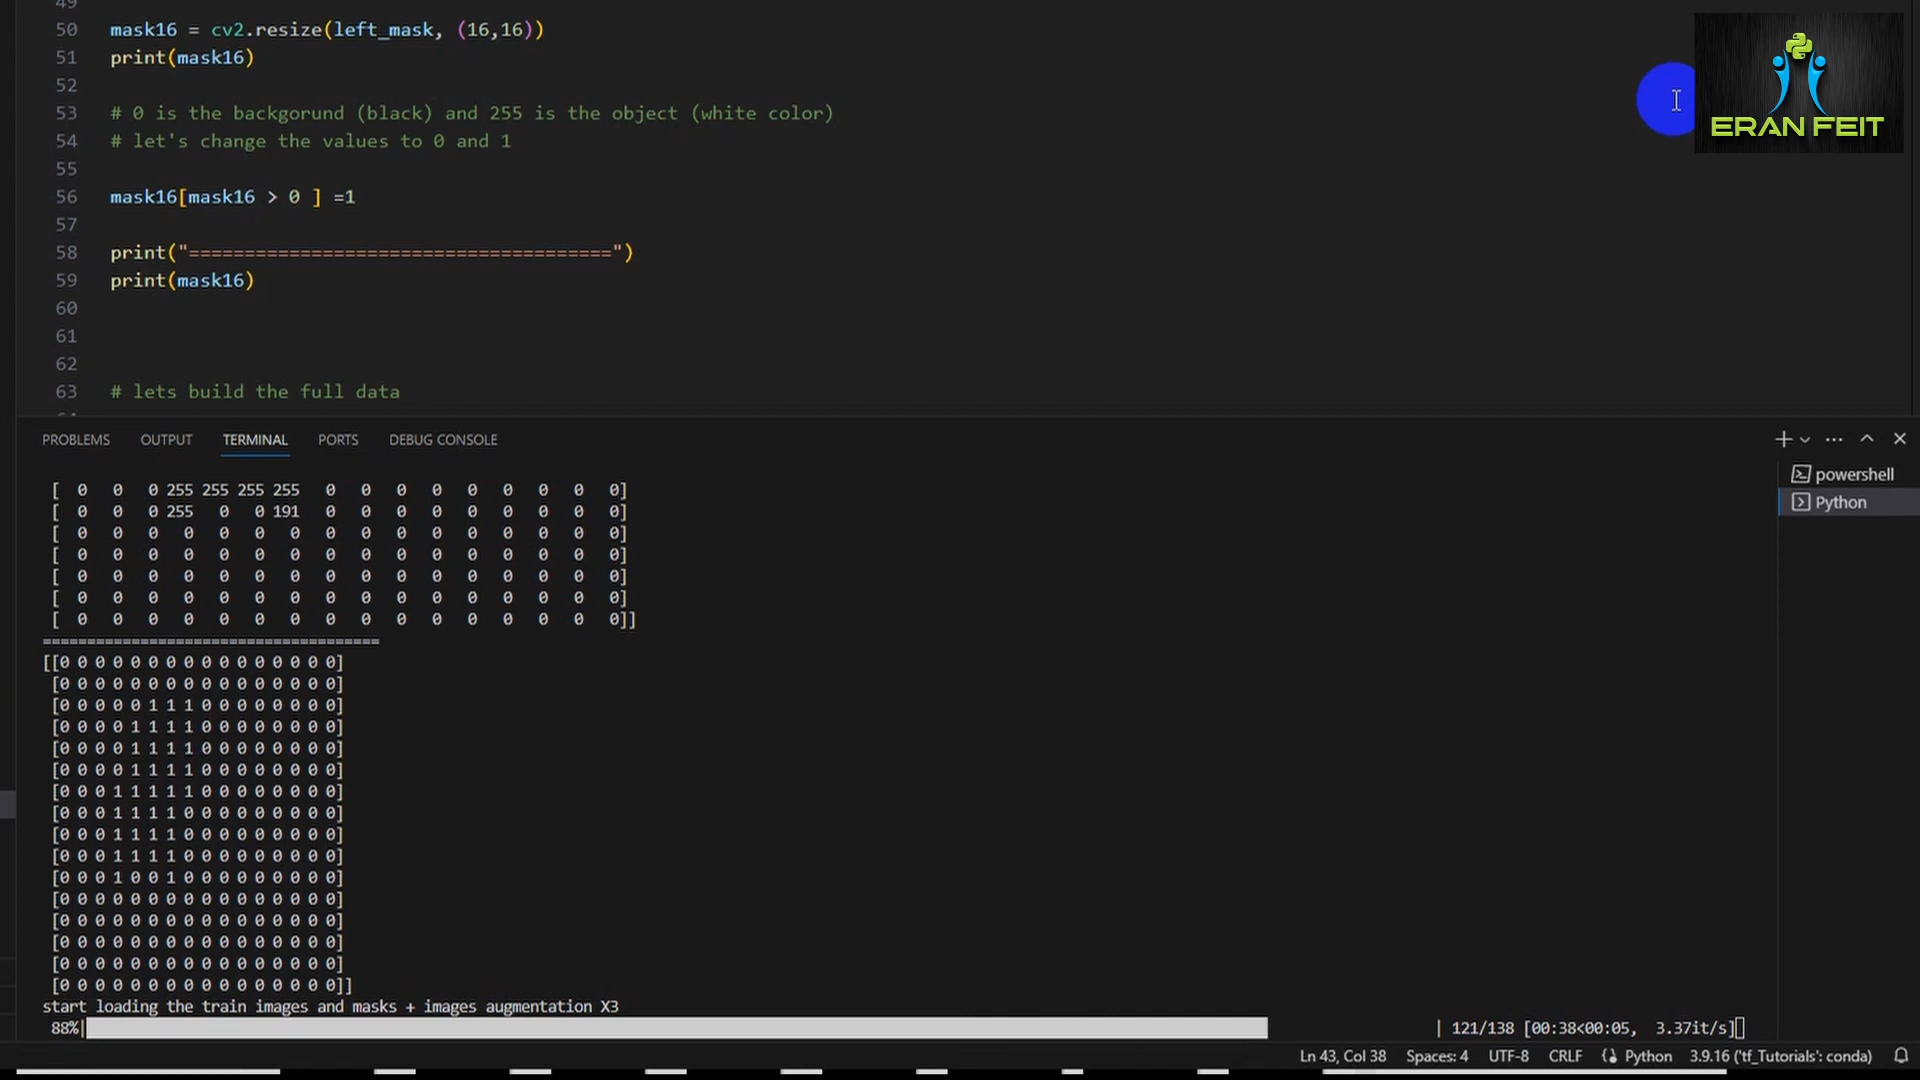 49
50 mask16 = cv2.resize(left_mask, (16,16))
51 print(mask16)
52
53 # 0 is the backgorund (black) and 255 is the object (white color)
54 # let's change the values to 0 and 1
55
56 mask16[mask16 > 0 ] =1
57
58 print("======================================")
59 print(mask16)
60
61
62
63 # lets build the full data
ERAN FEIT
PROBLEMS OUTPUT TERMINAL PORTS DEBUG CONSOLE
powershell
Python
[ 0 0 0 255 255 255 255 0 0 0 0 0 0 0 0 0]
[ 0 0 0 255 0 0 191 0 0 0 0 0 0 0 0 0]
[ 0 0 0 0 0 0 0 0 0 0 0 0 0 0 0 0]
[ 0 0 0 0 0 0 0 0 0 0 0 0 0 0 0 0]
[ 0 0 0 0 0 0 0 0 0 0 0 0 0 0 0 0]
[ 0 0 0 0 0 0 0 0 0 0 0 0 0 0 0 0]
[ 0 0 0 0 0 0 0 0 0 0 0 0 0 0 0 0]]
======================================
[[0 0 0 0 0 0 0 0 0 0 0 0 0 0 0 0]
[0 0 0 0 0 0 0 0 0 0 0 0 0 0 0 0]
[0 0 0 0 0 1 1 1 0 0 0 0 0 0 0 0]
[0 0 0 0 1 1 1 1 0 0 0 0 0 0 0 0]
[0 0 0 0 1 1 1 1 0 0 0 0 0 0 0 0]
[0 0 0 0 1 1 1 1 0 0 0 0 0 0 0 0]
[0 0 0 1 1 1 1 1 0 0 0 0 0 0 0 0]
[0 0 0 1 1 1 1 0 0 0 0 0 0 0 0 0]
[0 0 0 1 1 1 1 0 0 0 0 0 0 0 0 0]
[0 0 0 1 1 1 1 0 0 0 0 0 0 0 0 0]
[0 0 0 1 0 0 1 0 0 0 0 0 0 0 0 0]
[0 0 0 0 0 0 0 0 0 0 0 0 0 0 0 0]
[0 0 0 0 0 0 0 0 0 0 0 0 0 0 0 0]
[0 0 0 0 0 0 0 0 0 0 0 0 0 0 0 0]
[0 0 0 0 0 0 0 0 0 0 0 0 0 0 0 0]
[0 0 0 0 0 0 0 0 0 0 0 0 0 0 0 0]]
start loading the train images and masks + images augmentation X3
88%| | 121/138 [00:38<00:05, 3.37it/s]
Ln 43, Col 38 Spaces: 4 UTF-8 CRLF Python 3.9.16 ('tf_Tutorials': conda)